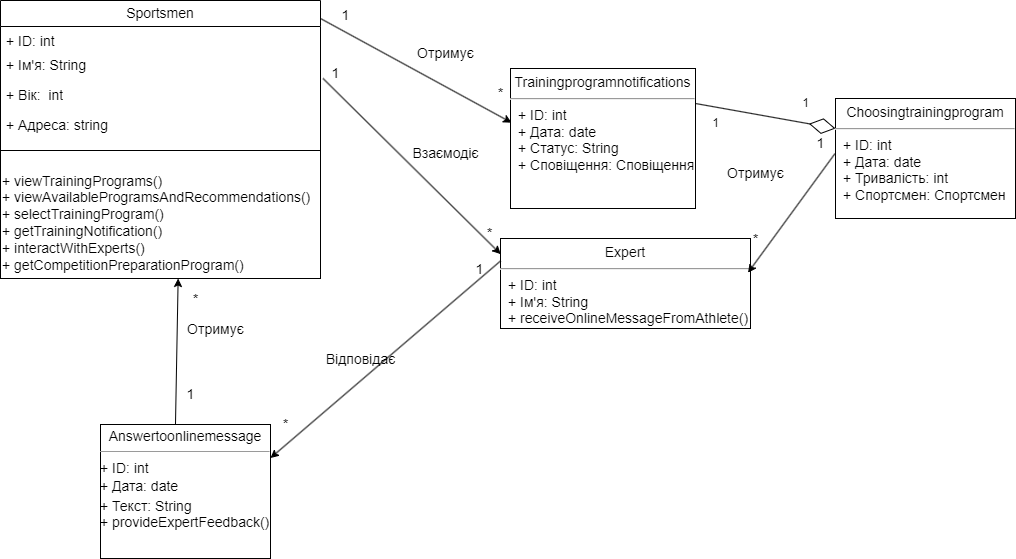 Sportsmen
+ ID: int
+ Ім'я: String
+ Вік: int
+ Адреса: string
+ viewTrainingPrograms()
+ viewAvailableProgramsAndRecommendations()
+ selectTrainingProgram()
+ getTrainingNotification()
+ interactWithExperts()
+ getCompetitionPreparationProgram()
1
Отримує
*
1
Взаємодіє
*
Trainingprogramnotifications
+ ID: int
+ Дата: date
+ Статус: String
+ Сповіщення: Сповіщення
1
1
Choosingtrainingprogram
+ ID: int
+ Дата: date
+ Тривалість: int
+ Спортсмен: Спортсмен
1
Отримує
*
Expert
+ ID: int
+ Ім'я: String
+ receiveOnlineMessageFromAthlete()
1
Відповідає
*
*
Отримує
1
Answertoonlinemessage
+ ID: int
+ Дата: date
+ Текст: String
+ provideExpertFeedback()